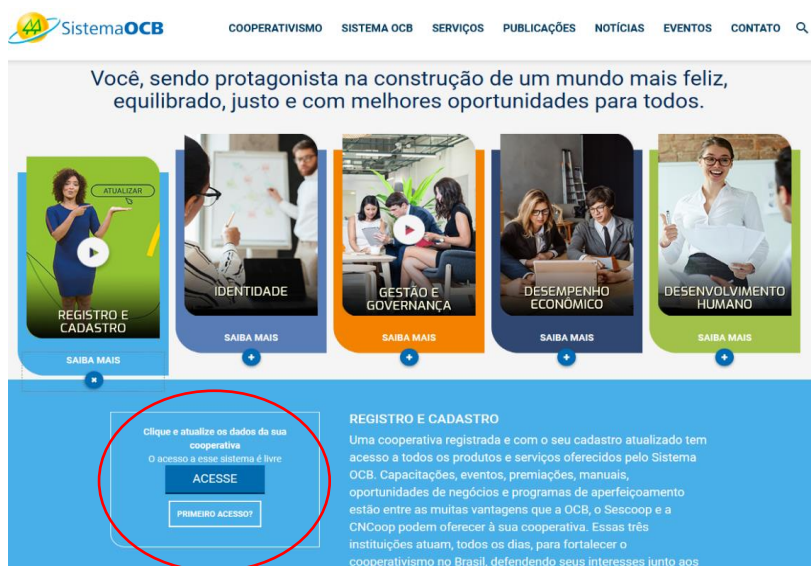 SistemaOCB
COOPERATIVISMO SISTEMA OCB SERVIÇOS PUBLICAÇÕES NOTÍCIAS EVENTOS CONTATO
Você, sendo protagonista na construção de um mundo mais feliz,
equilibrado, justo e com melhores oportunidades para todos.
ATUALIZAR
REGISTRO E
CADASTRO
SAIBA MAIS
IDENTIDADE
SAIBA MAIS
GESTÃO E
GOVERNANÇA
SAIBA MAIS
DESEMPENHO
ECONÔMICO
SAIBA MAIS
DESENVOLVIMENTO
HUMANO
SAIBA MAIS
Clique e atualize os dados da sua
cooperativa
O acesso a esse sistema é livre
ACESSE
PRIMEIRO ACESSO?
REGISTRO E CADASTRO
Uma cooperativa registrada e com o seu cadastro atualizado tem
acesso a todos os produtos e serviços oferecidos pelo Sistema
OCB. Capacitações, eventos, premiações, manuais,
oportunidades de negócios e programas de aperfeiçoamento
estão entre as muitas vantagens que a OCB, o Sescoop e a
CNCoop podem oferecer à sua cooperativa. Essas três
instituições atuam, todos os dias, para fortalecer o
cooperativismo no Brasil, defendendo seus interesses junto aos